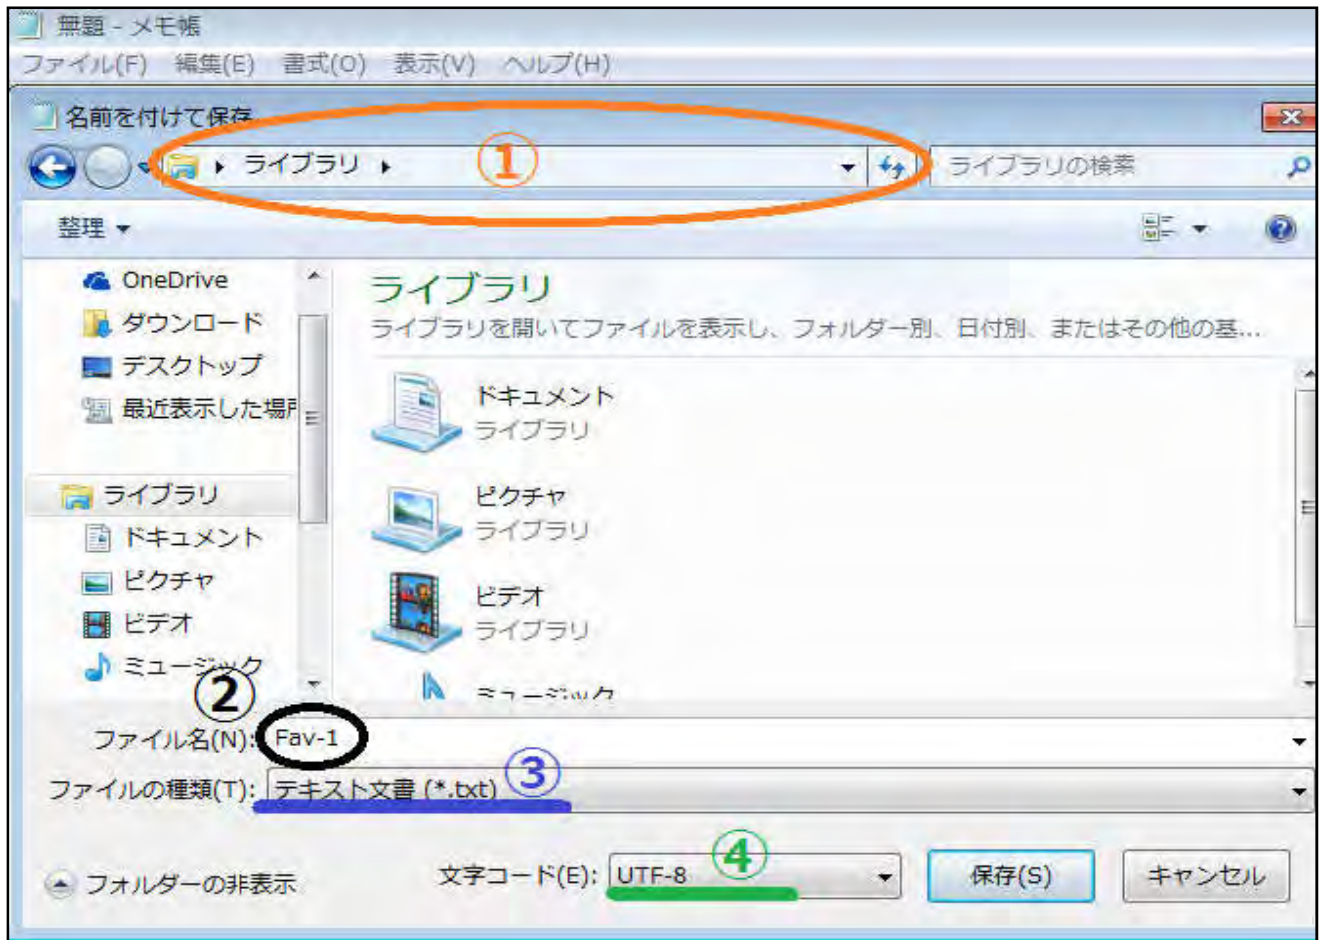 無題 - メモ帳
ファイル(F) 編集(E) 書式(O) 表示(V) ヘルプ(H)
名前を付けて保存
ライブラリ ① ライブラリの検索
整理
OneDrive
ダウンロード
デスクトップ
最近表示した場所
ライブラリ
ドキュメント
ピクチャ
ビデオ
ミュージック
ライブラリ
ライブラリを開いてファイルを表示し、フォルダー別、日付別、またはその他の基...
ドキュメント
ライブラリ
ピクチャ
ライブラリ
ビデオ
ライブラリ
ミュージック
②
ファイル名(N): Fav-1
③
ファイルの種類(T): テキスト文書 (*.txt)
④
フォルダーの非表示 文字コード(E): UTF-8 保存(S) キャンセル